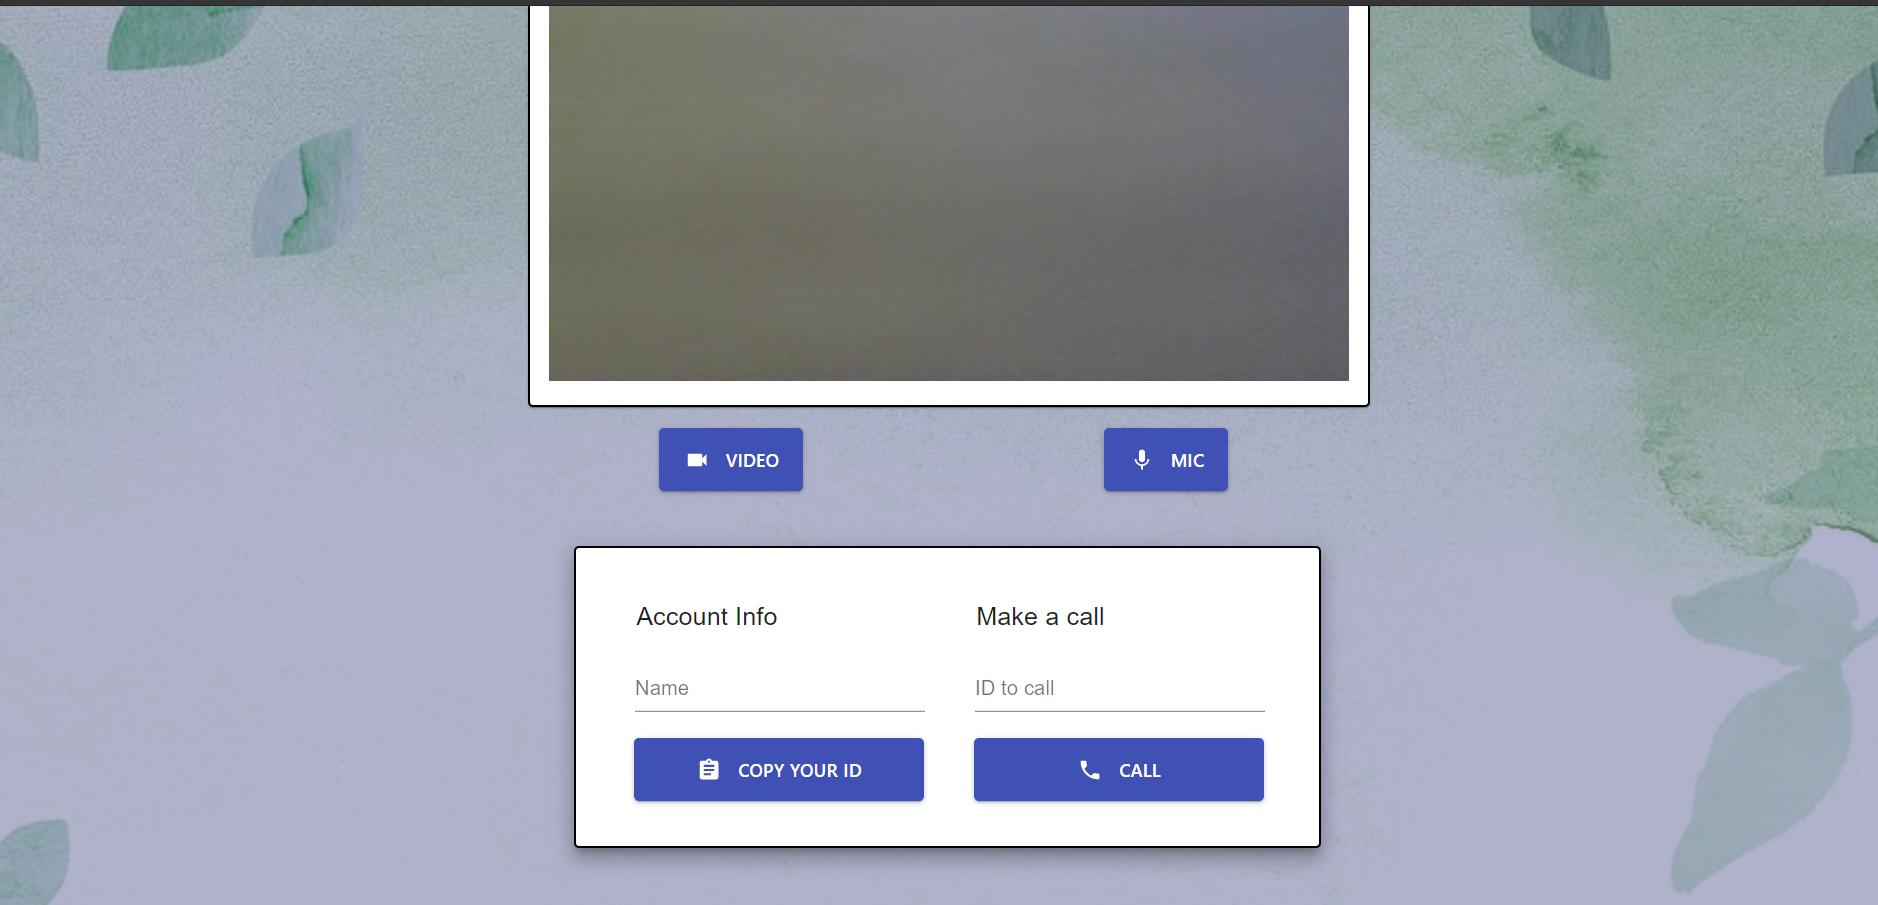 VIDEO
MIC
Account Info
Make a call
Name
ID to call
COPY YOUR ID
CALL